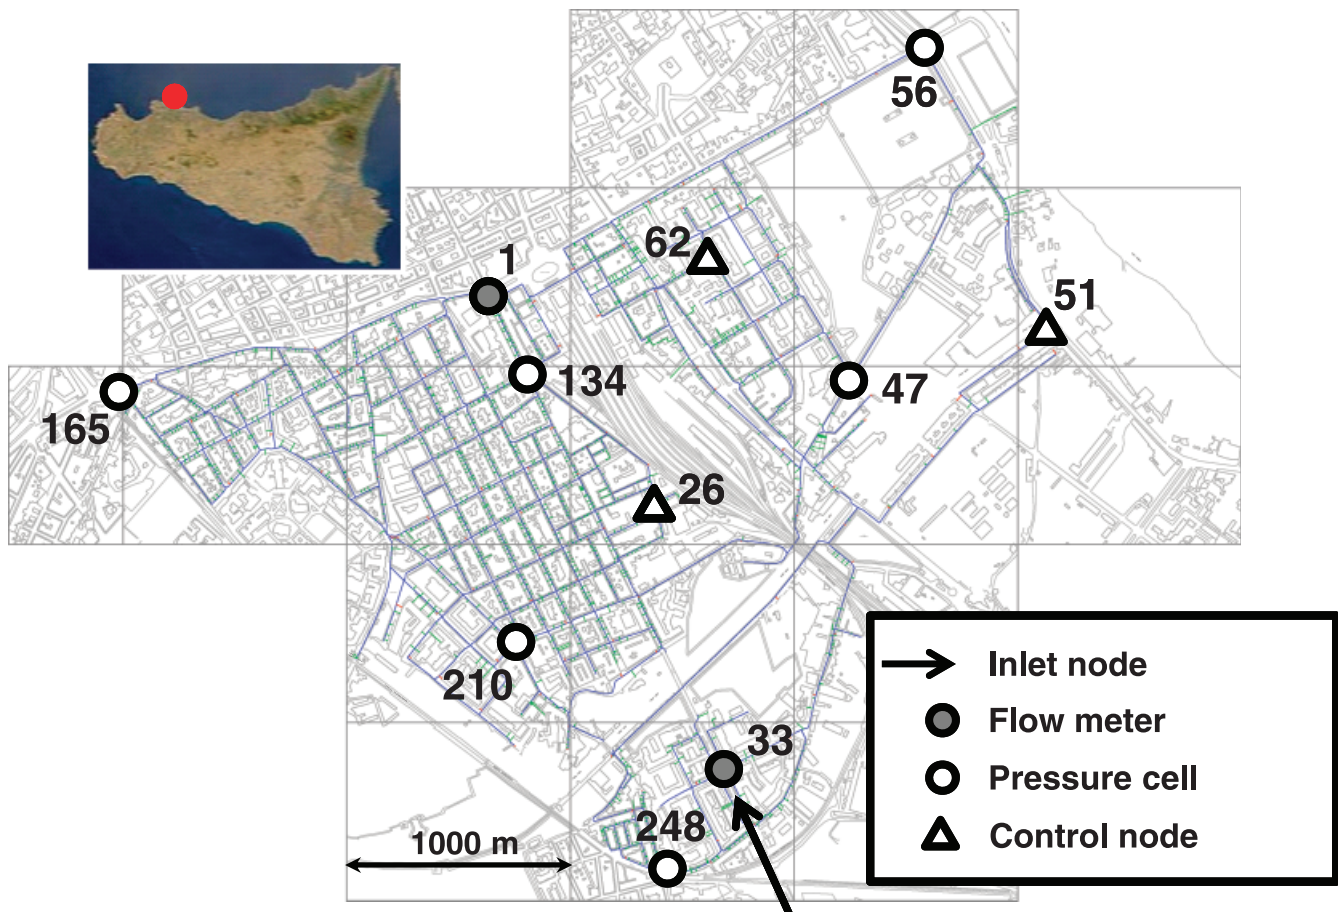 56
62
1
51
134
47
165
26
210
33
248
1000 m
Inlet node
Flow meter
Pressure cell
Control node